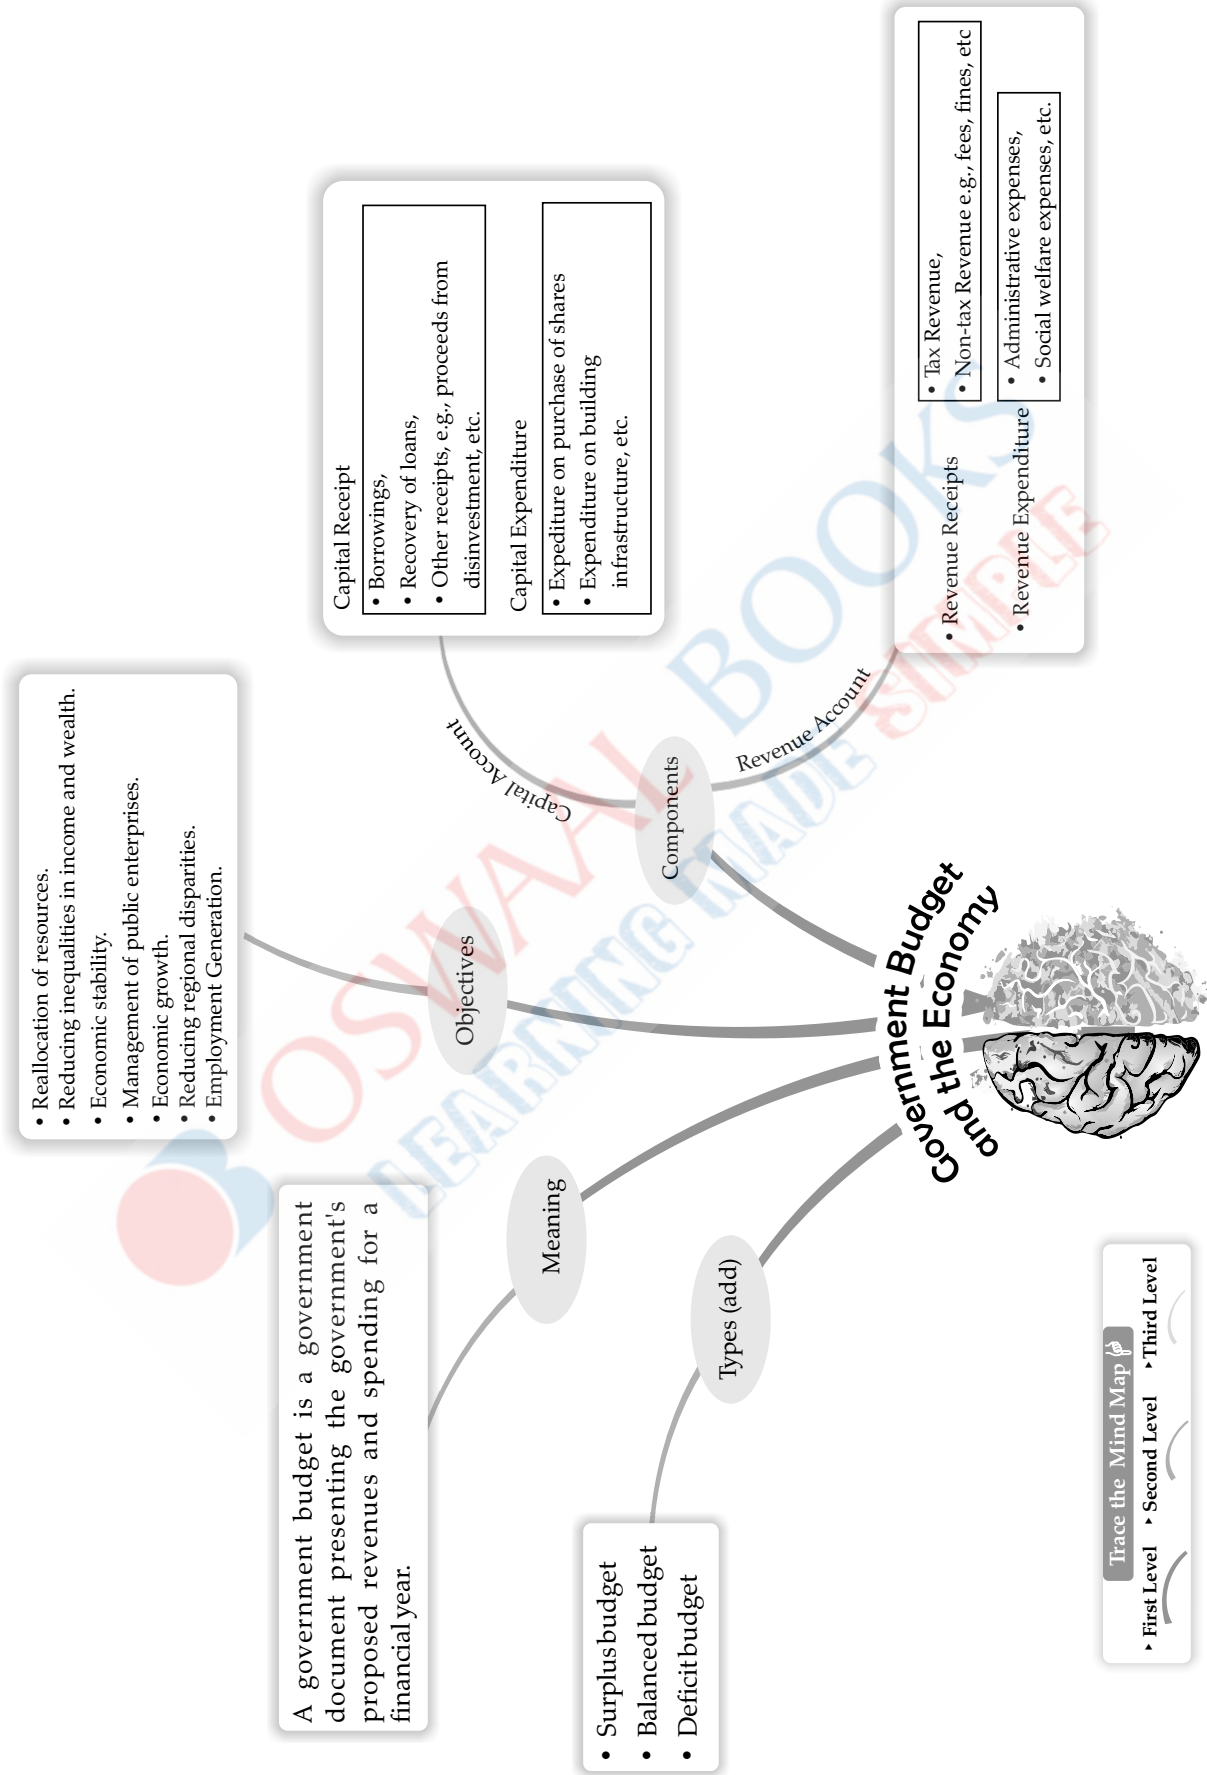 Government Budget
and the Economy
Types (add)
• Surplus budget
• Balanced budget
• Deficit budget
Meaning
A government budget is a government
document presenting the government's
proposed revenues and spending for a
financial year.
Objectives
• Reallocation of resources.
• Reducing inequalities in income and wealth.
• Economic stability.
• Management of public enterprises.
• Economic growth.
• Reducing regional disparities.
• Employment Generation.
Components
Capital Account
Capital Receipt
• Borrowings,
• Recovery of loans,
• Other receipts, e.g., proceeds from
disinvestment, etc.
Capital Expenditure
• Expediture on purchase of shares
• Expenditure on building
infrastructure, etc.
Revenue Account
• Revenue Receipts
• Tax Revenue,
• Non-tax Revenue e.g., fees, fines, etc
• Revenue Expenditure
• Administrative expenses,
• Social welfare expenses, etc.
Trace the Mind Map
▸ First Level ▸ Second Level ▸ Third Level
OSWAAL BOOKS
LEARNING MADE SIMPLE